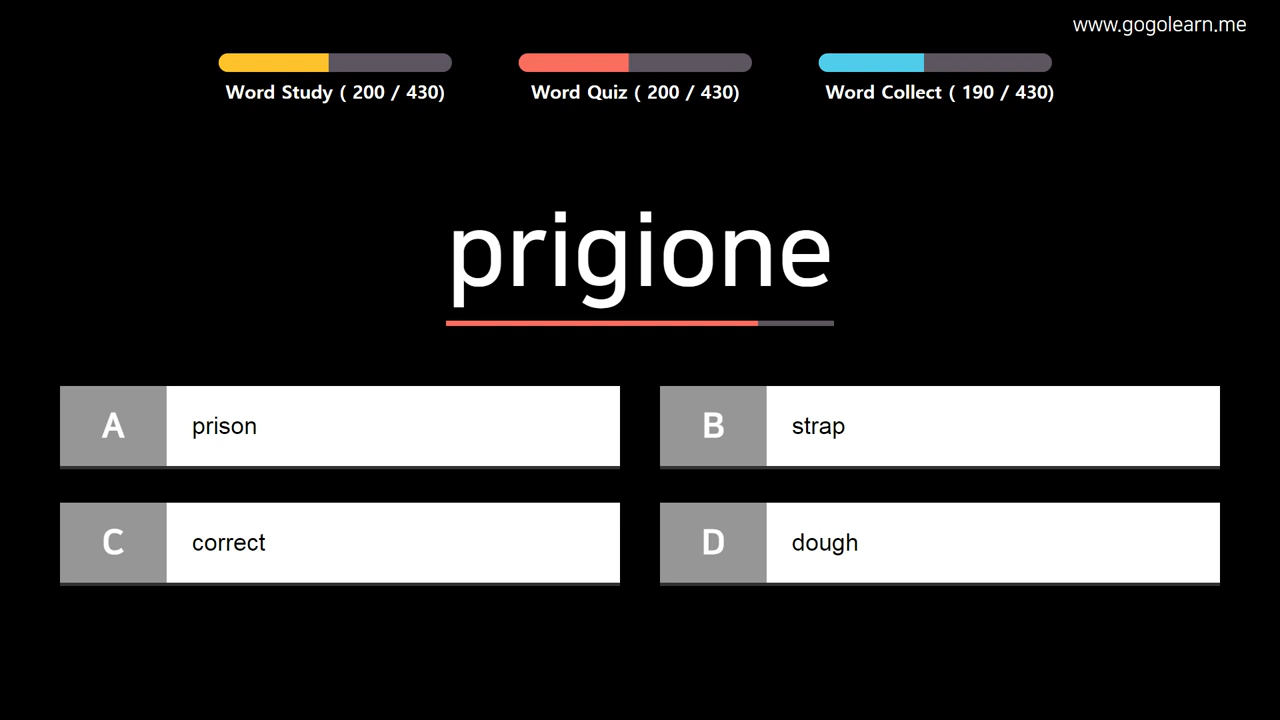 www.gogolearn.me
Word Study ( 200 / 430)
Word Quiz ( 200 / 430)
Word Collect ( 190 / 430)
prigione
A prison
B strap
C correct
D dough